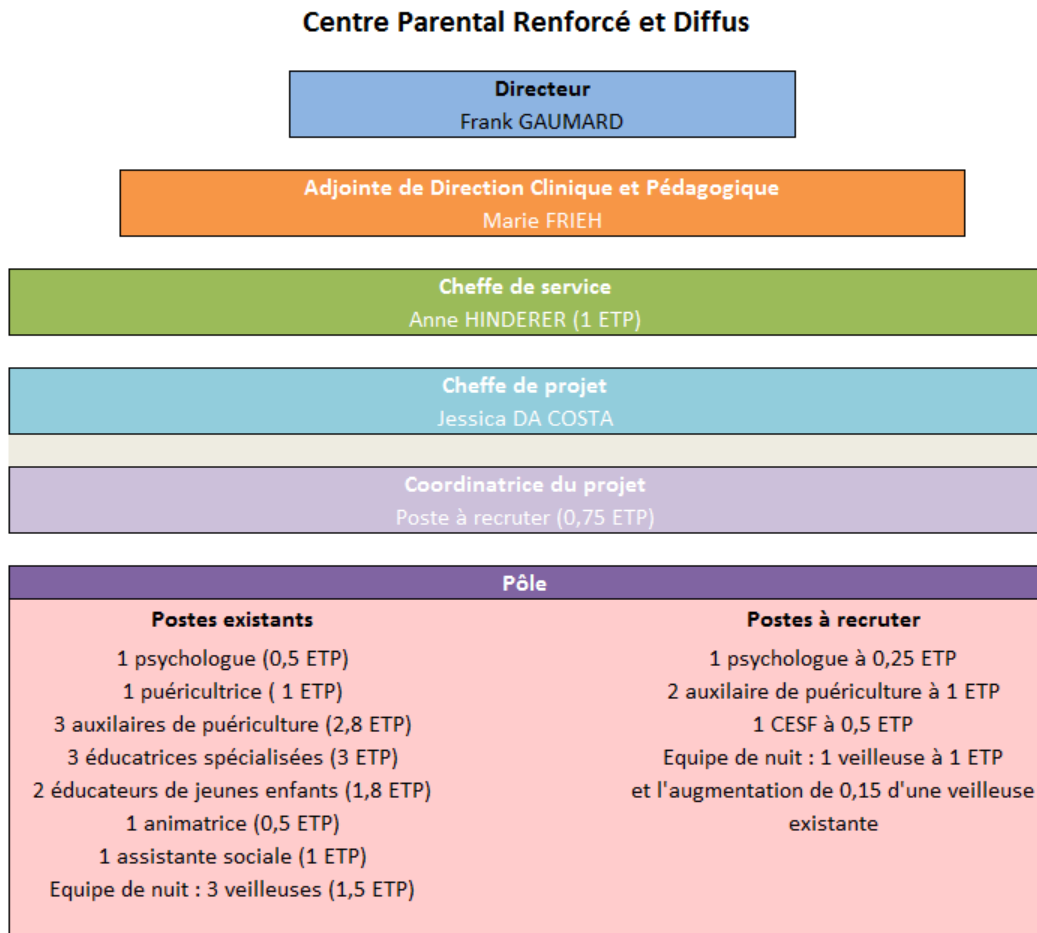 Centre Parental Renforcé et Diffus
Directeur
Frank GAUMARD
Adjointe de Direction Clinique et Pédagogique
Marie FRIEH
Cheffe de service
Anne HINDERER (1 ETP)
Cheffe de projet
Jessica DA COSTA
Coordinatrice du projet
Poste à recruter (0,75 ETP)
Pôle
Postes existants
1 psychologue (0,5 ETP)
1 puéricultrice ( 1 ETP)
3 auxilaires de puériculture (2,8 ETP)
3 éducatrices spécialisées (3 ETP)
2 éducateurs de jeunes enfants (1,8 ETP)
1 animatrice (0,5 ETP)
1 assistante sociale (1 ETP)
Equipe de nuit : 3 veilleuses (1,5 ETP)
Postes à recruter
1 psychologue à 0,25 ETP
2 auxilaire de puériculture à 1 ETP
1 CESF à 0,5 ETP
Equipe de nuit : 1 veilleuse à 1 ETP
et l'augmentation de 0,15 d'une veilleuse
existante